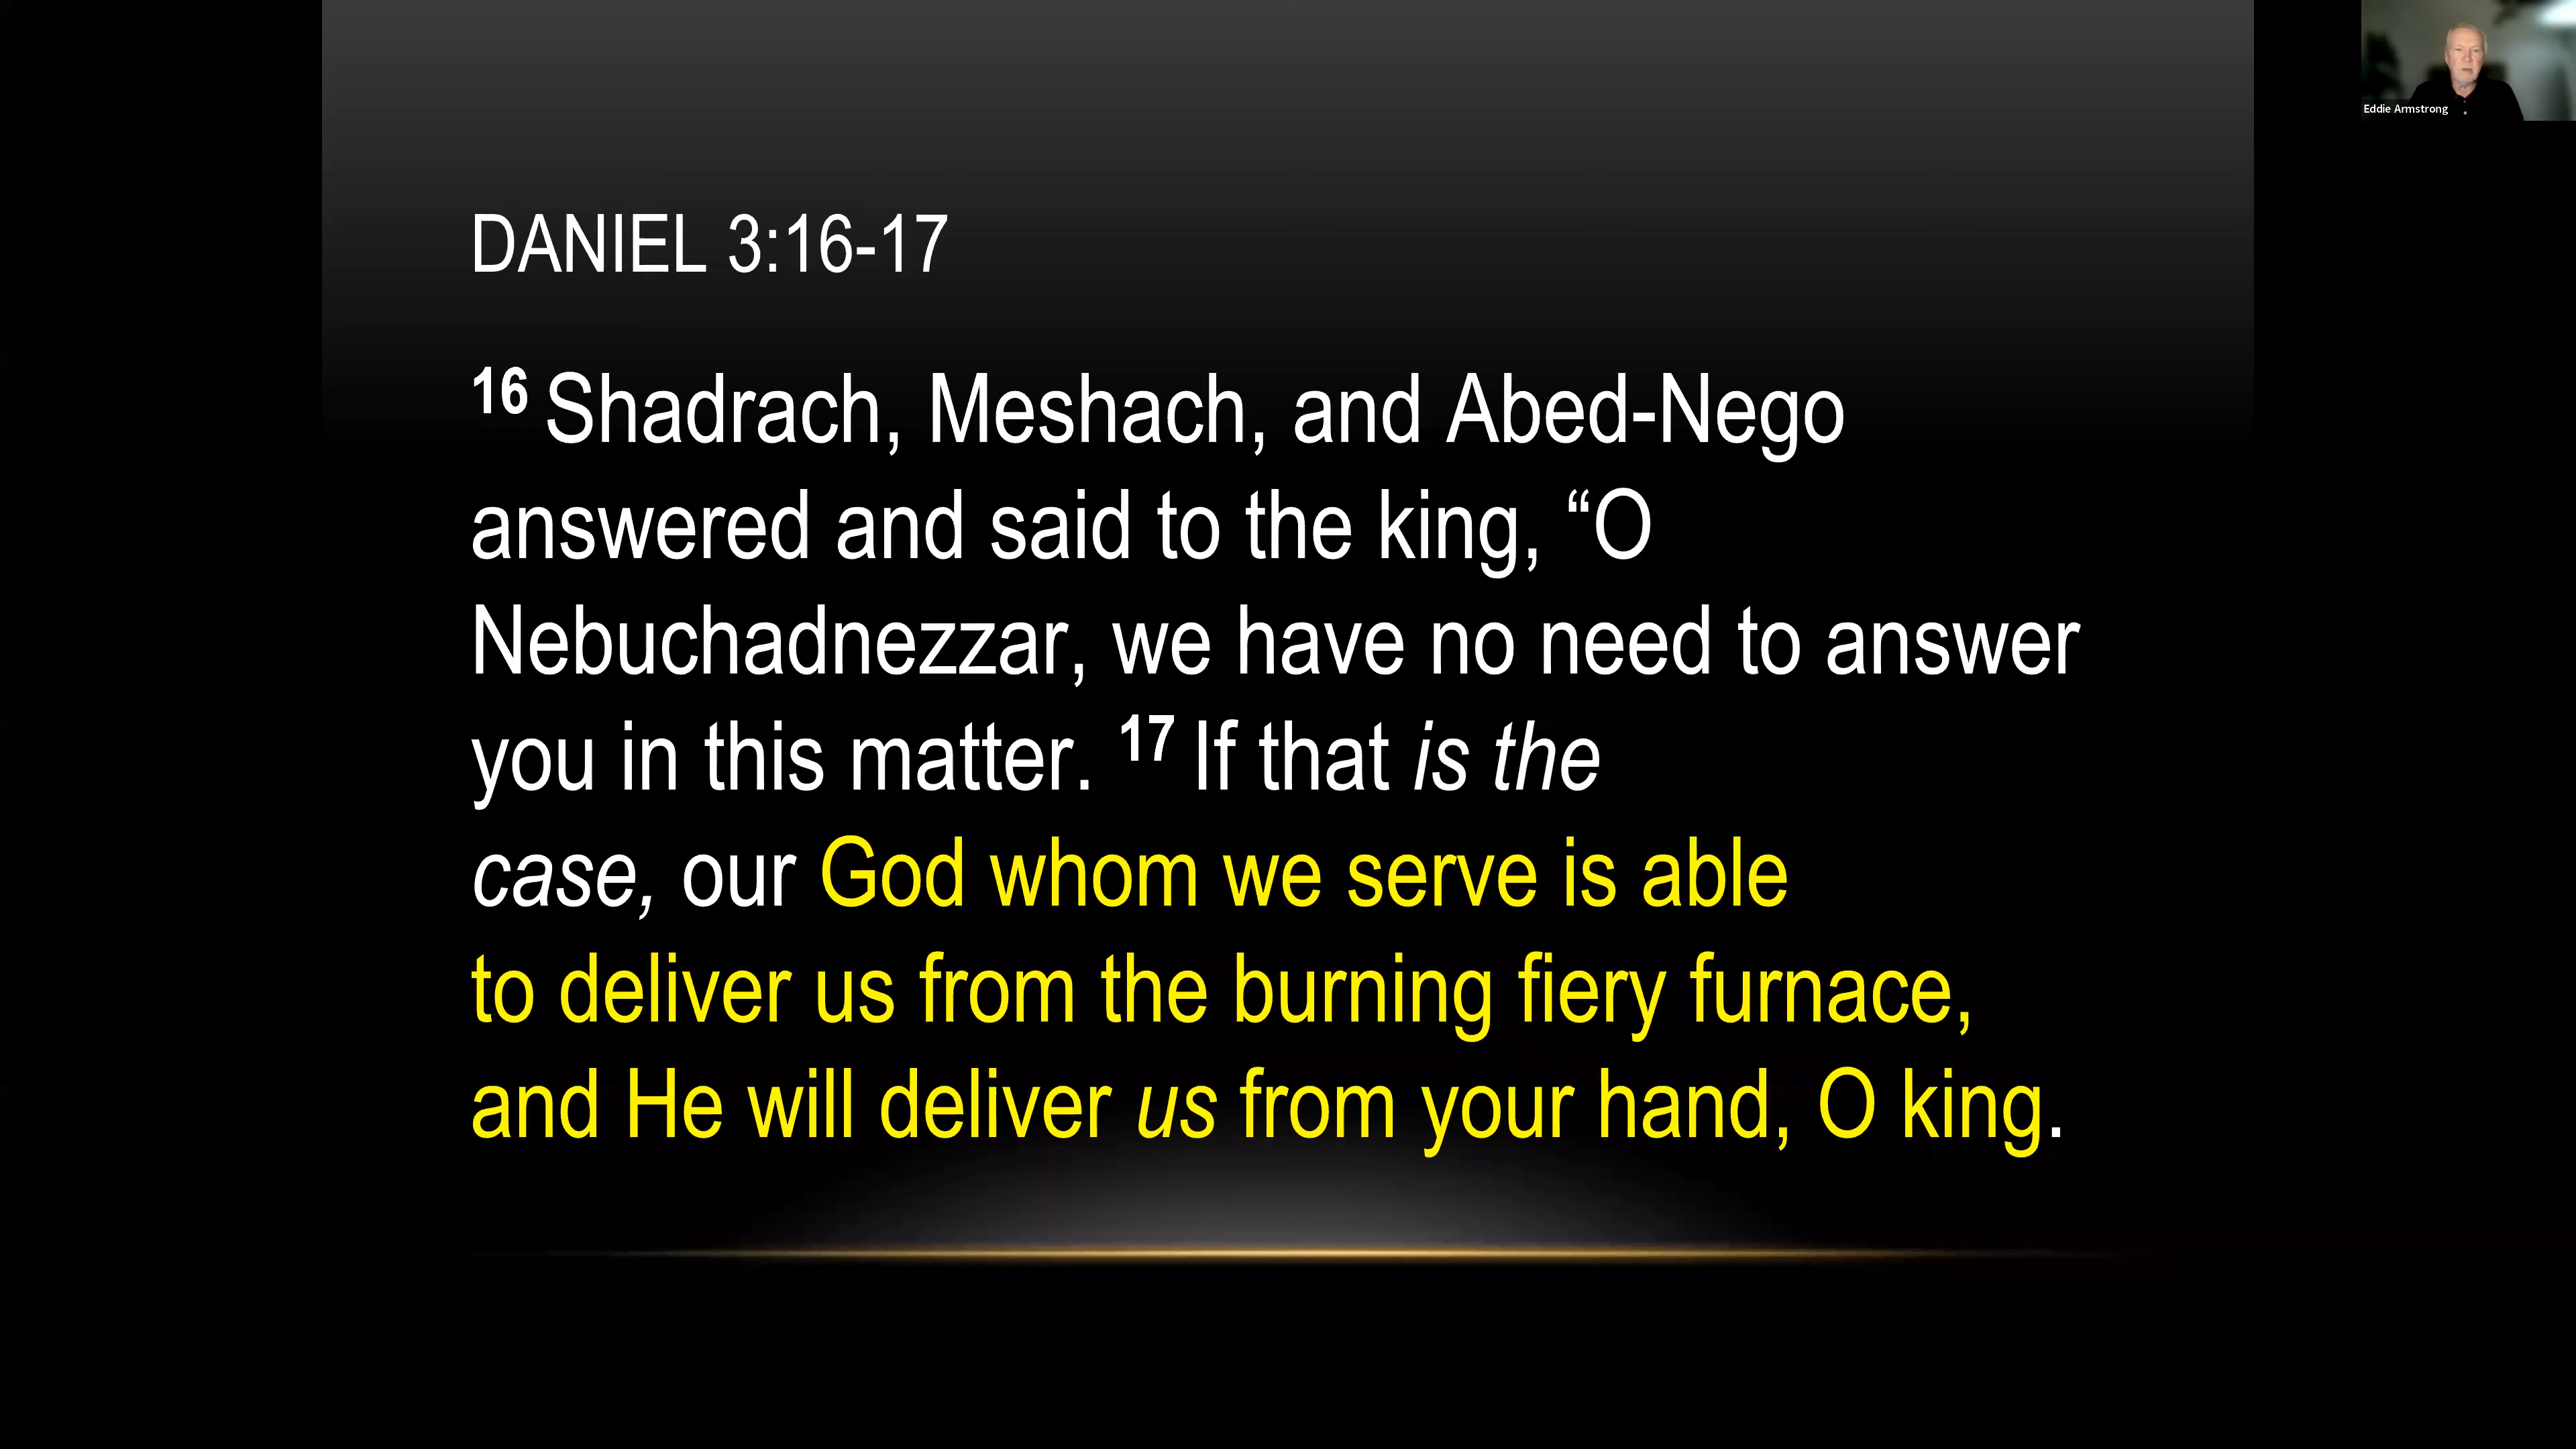 Eddie Armstrong
DANIEL 3:16-17
16 Shadrach, Meshach, and Abed-Nego
answered and said to the king, “O
Nebuchadnezzar, we have no need to answer
you in this matter. 17 If that is the
case, our God whom we serve is able
to deliver us from the burning fiery furnace,
and He will deliver us from your hand, O king.